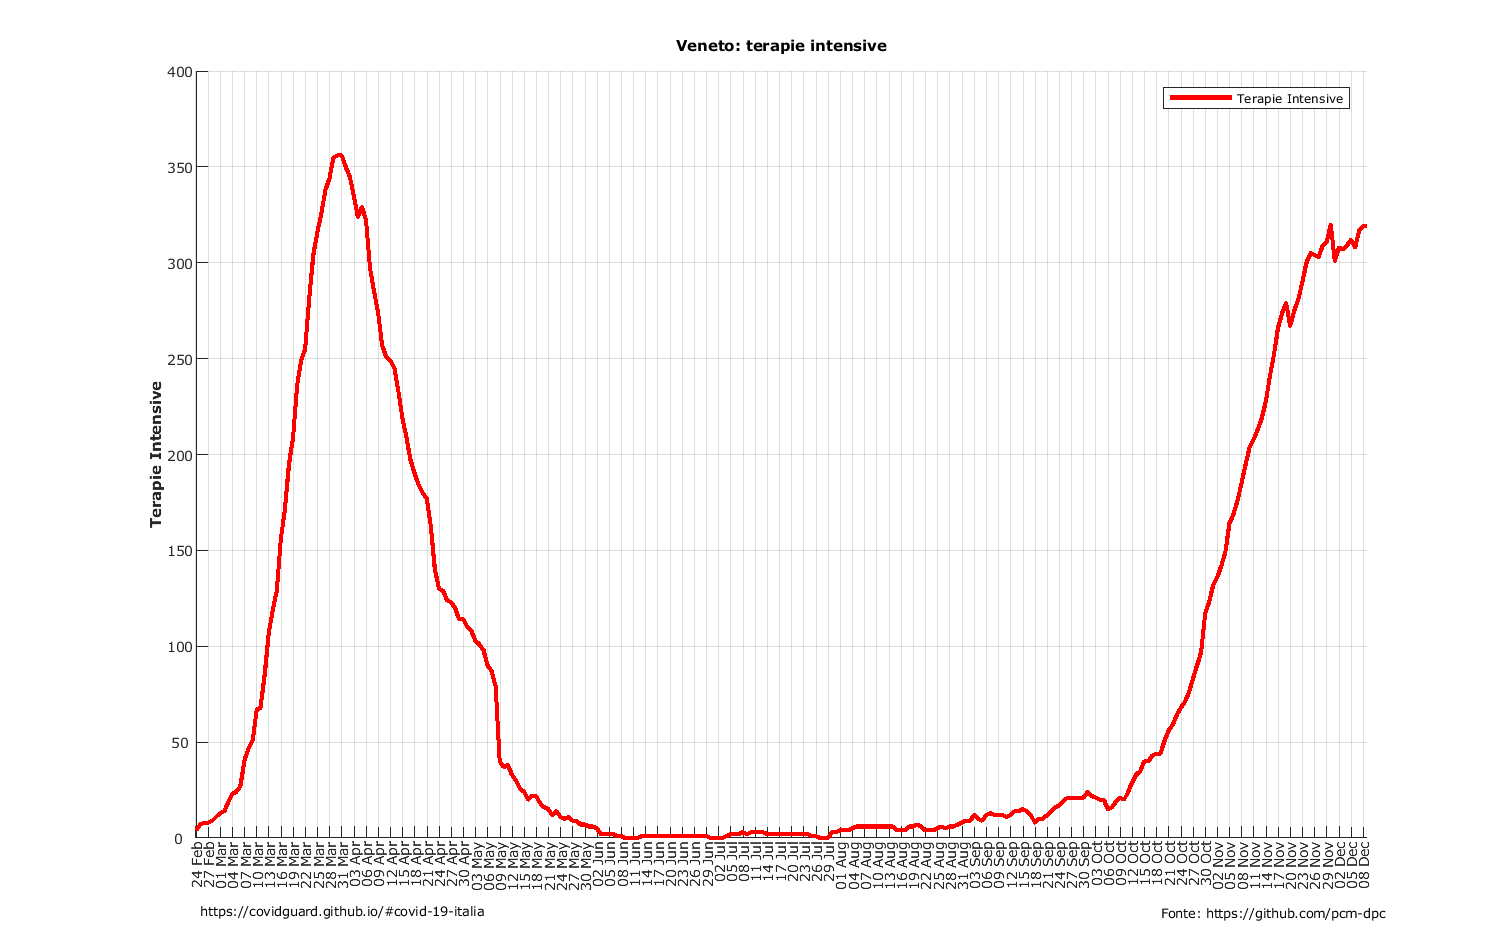 Veneto: terapie intensive
Terapie Intensive
400
350
300
250
200
150
100
50
0
Terapie Intensive
24 Feb
27 Feb
01 Mar
04 Mar
07 Mar
10 Mar
13 Mar
16 Mar
19 Mar
22 Mar
25 Mar
28 Mar
31 Mar
03 Apr
06 Apr
09 Apr
12 Apr
15 Apr
18 Apr
21 Apr
24 Apr
27 Apr
30 Apr
03 May
06 May
09 May
12 May
15 May
18 May
21 May
24 May
27 May
30 May
02 Jun
05 Jun
08 Jun
11 Jun
14 Jun
17 Jun
20 Jun
23 Jun
26 Jun
29 Jun
02 Jul
05 Jul
08 Jul
11 Jul
14 Jul
17 Jul
20 Jul
23 Jul
26 Jul
29 Jul
01 Aug
04 Aug
07 Aug
10 Aug
13 Aug
16 Aug
19 Aug
22 Aug
25 Aug
28 Aug
31 Aug
03 Sep
06 Sep
09 Sep
12 Sep
15 Sep
18 Sep
21 Sep
24 Sep
27 Sep
30 Sep
03 Oct
06 Oct
09 Oct
12 Oct
15 Oct
18 Oct
21 Oct
24 Oct
27 Oct
30 Oct
02 Nov
05 Nov
08 Nov
11 Nov
14 Nov
17 Nov
20 Nov
23 Nov
26 Nov
29 Nov
02 Dec
05 Dec
08 Dec
https://covidguard.github.io/#covid-19-italia
Fonte: https://github.com/pcm-dpc